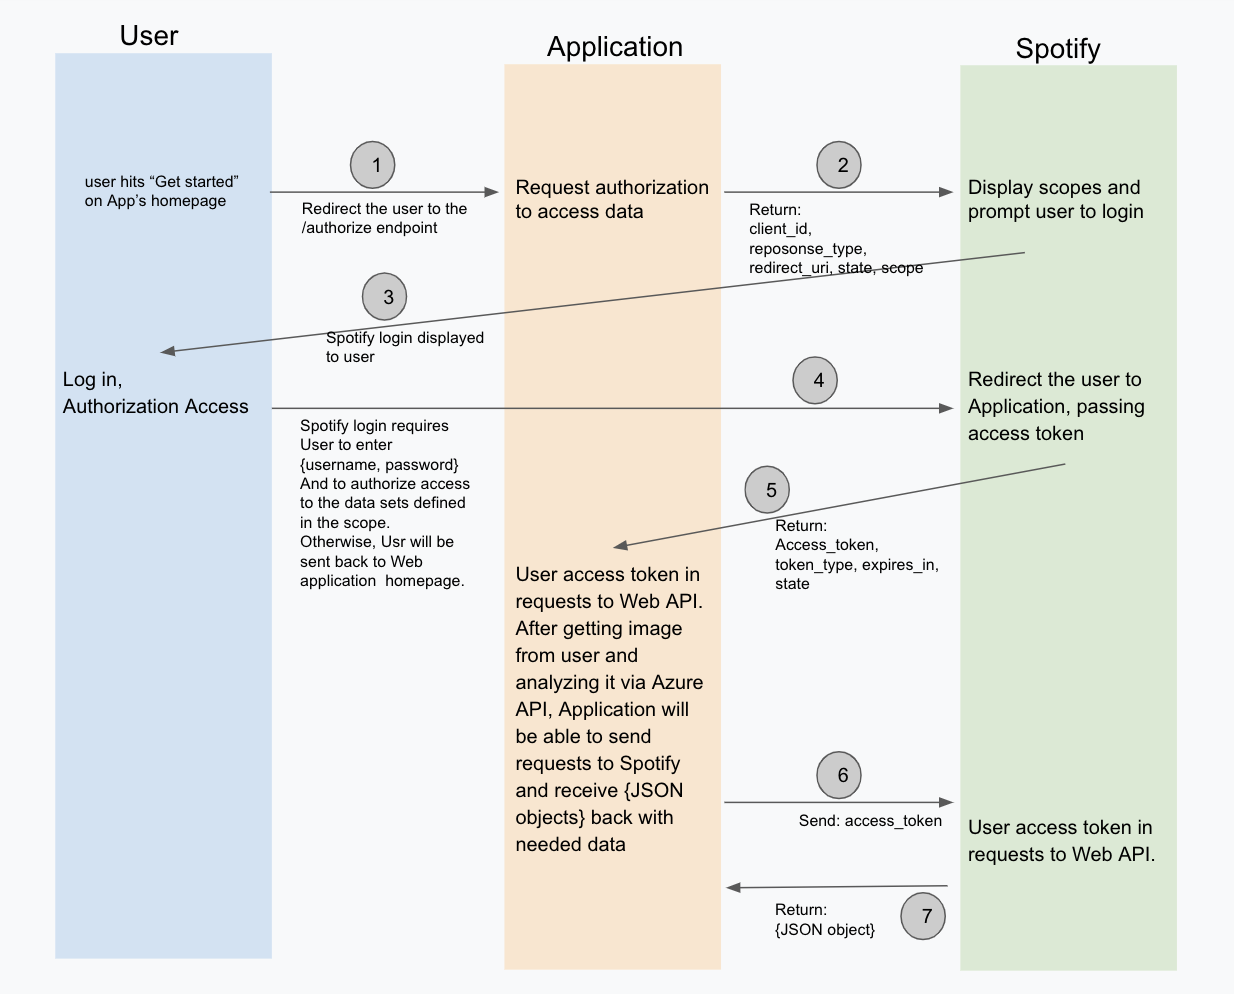 User
Application
Spotify
1
2
user hits “Get started”
on App’s homepage
Redirect the user to the
/authorize endpoint
Request authorization
to access data
Return:
client_id,
reposonse_type,
redirect_uri, state, scope
Display scopes and
prompt user to login
3
Spotify login displayed
to user
4
Log in,
Authorization Access
Spotify login requires
User to enter
{username, password}
And to authorize access
to the data sets defined
in the scope.
Otherwise, Usr will be
sent back to Web
application  homepage.
Redirect the user to
Application, passing
access token
5
Return:
Access_token,
token_type, expires_in,
state
User access token in
requests to Web API.
After getting image
from user and
analyzing it via Azure
API, Application will
be able to send
requests to Spotify
and receive {JSON
objects} back with
needed data
6
Send: access_token
User access token in
requests to Web API.
Return:
{JSON object}
7